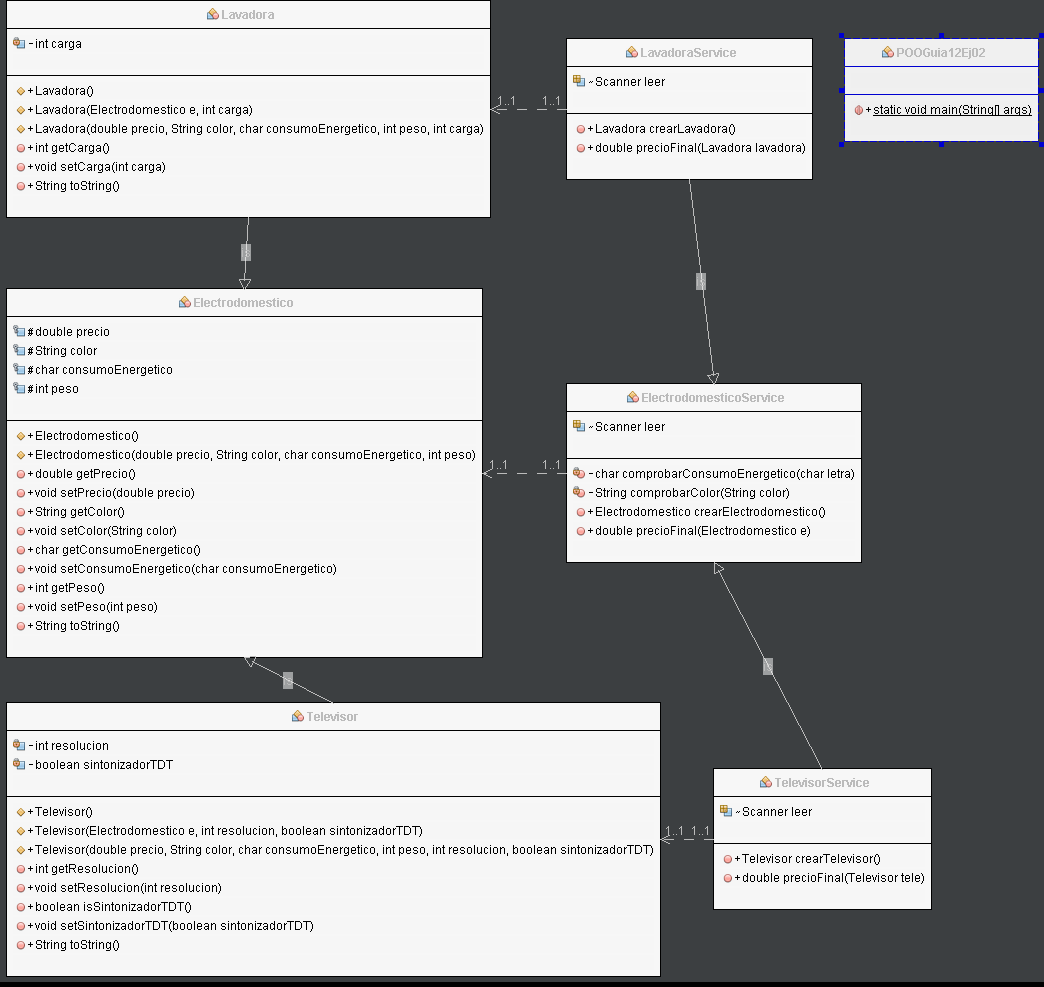 Lavadora
-int carga
+Lavadora()
+Lavadora(Electrodomestico e, int carga)
+Lavadora(double precio, String color, char consumoEnergetico, int peso, int carga)
+int getCarga()
+void setCarga(int carga)
+String toString()
1..1 1..1
LavadoraService
~Scanner leer
+Lavadora crearLavadora()
+double precioFinal(Lavadora lavadora)
POOGuia12Ej02
+static void main(String[] args)
Electrodomestico
#double precio
#String color
#char consumoEnergetico
#int peso
+Electrodomestico()
+Electrodomestico(double precio, String color, char consumoEnergetico, int peso)
+double getPrecio()
+void setPrecio(double precio)
+String getColor()
+void setColor(String color)
+char getConsumoEnergetico()
+void setConsumoEnergetico(char consumoEnergetico)
+int getPeso()
+void setPeso(int peso)
+String toString()
1..1 1..1
ElectrodomesticoService
~Scanner leer
-char comprobarConsumoEnergetico(char letra)
-String comprobarColor(String color)
+Electrodomestico crearElectrodomestico()
+double precioFinal(Electrodomestico e)
Televisor
-int resolucion
-boolean sintonizadorTDT
+Televisor()
+Televisor(Electrodomestico e, int resolucion, boolean sintonizadorTDT)
+Televisor(double precio, String color, char consumoEnergetico, int peso, int resolucion, boolean sintonizadorTDT)
+int getResolucion()
+void setResolucion(int resolucion)
+boolean isSintonizadorTDT()
+void setSintonizadorTDT(boolean sintonizadorTDT)
+String toString()
1..1 1..1
TelevisorService
~Scanner leer
+Televisor crearTelevisor()
+double precioFinal(Televisor tele)